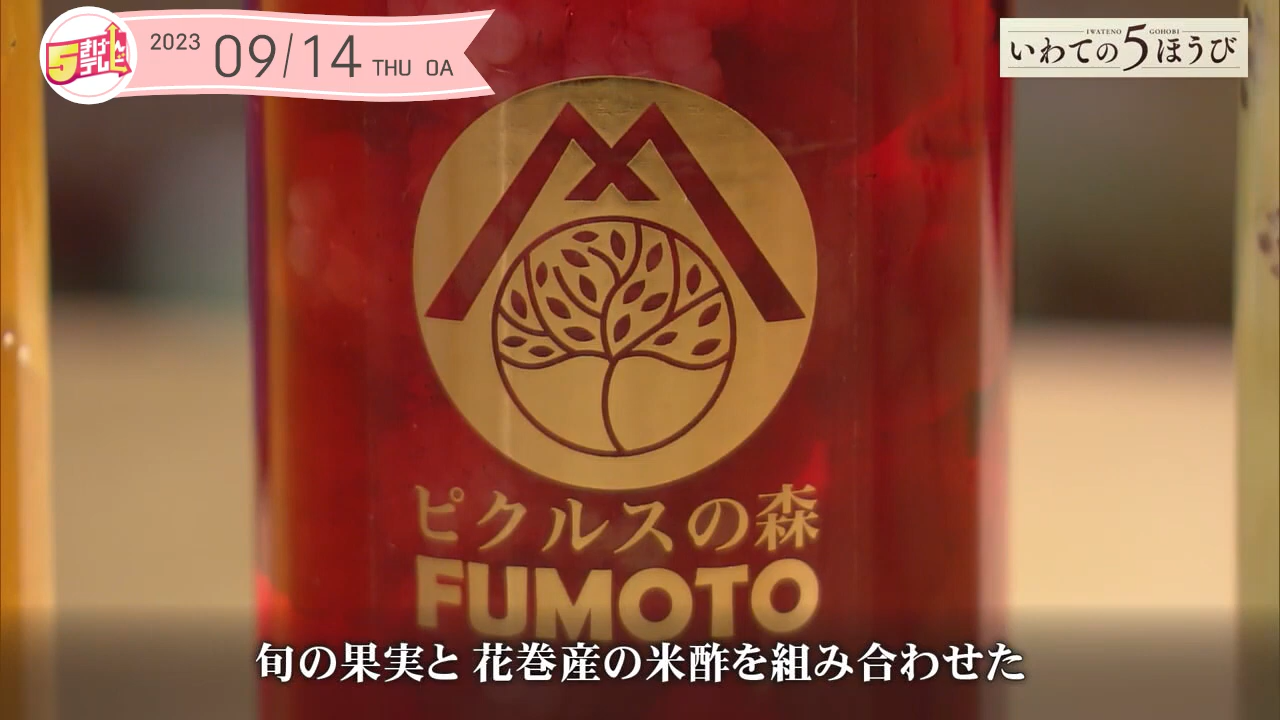 5きげんテレビ
2023 09/14 THU OA
IWATENO GOHOBI
いわての5ほうび
ピクルスの森
FUMOTO
旬の果実と 花巻産の米酢を組み合わせた